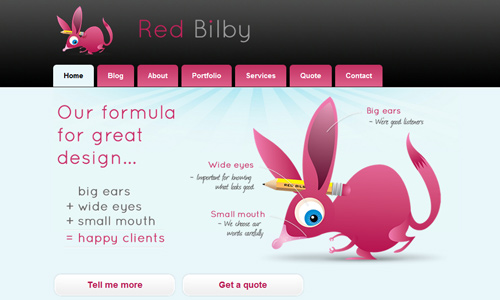 Red Bilby
Home
Blog
About
Portfolio
Services
Quote
Contact
Our formula
for great
design...
big ears
+ wide eyes
+ small mouth
= happy clients
Big ears
- We're good listeners
Wide eyes
- Important for knowing
what looks good
RED BILBY
Small mouth
- We choose our
words carefully
Tell me more
Get a quote